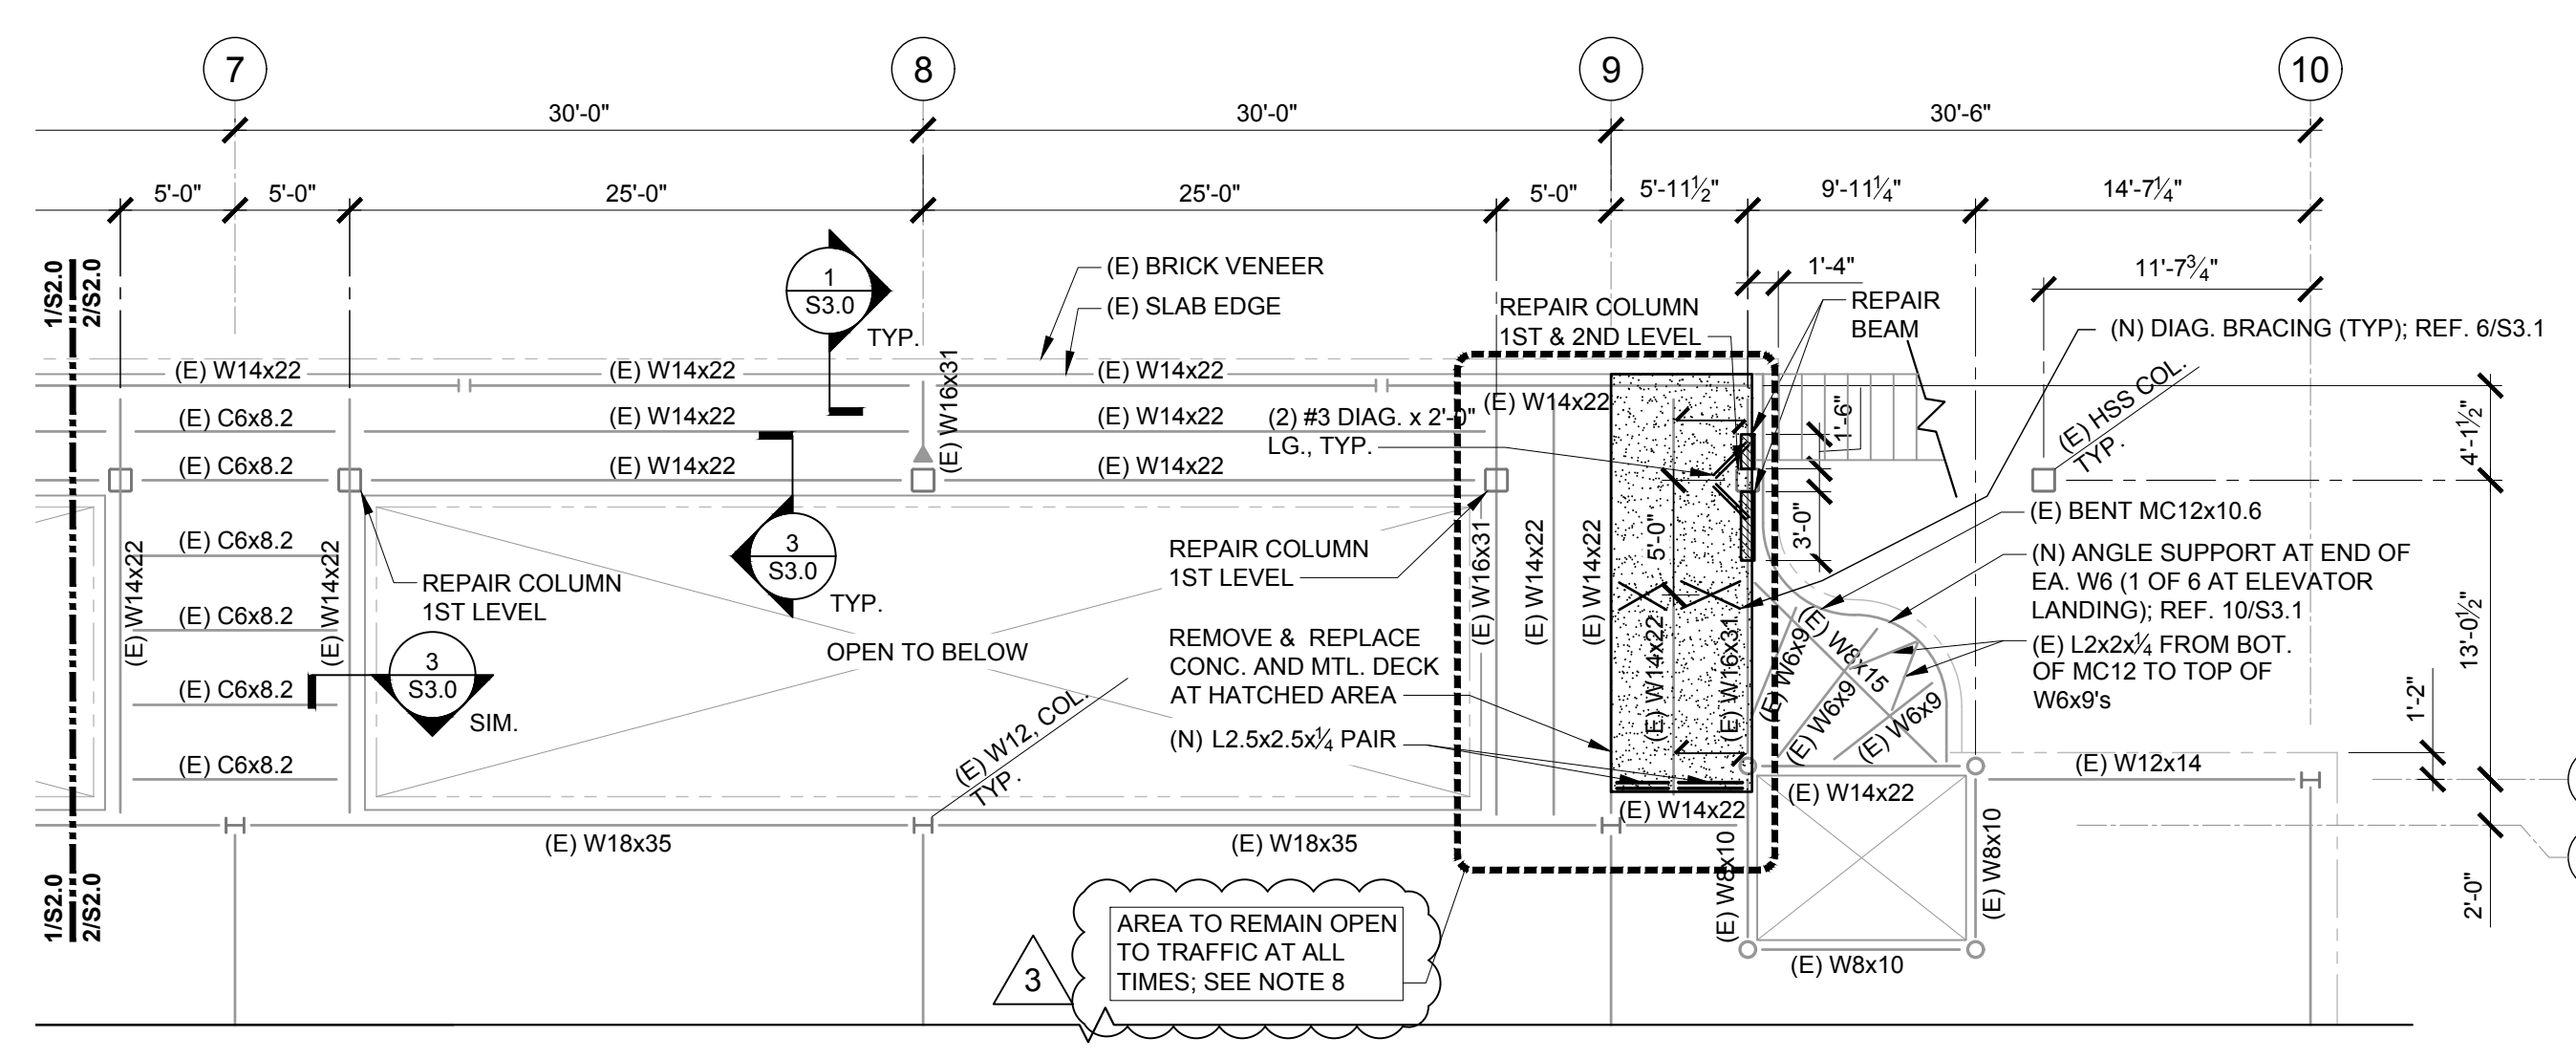 7
8
9
10
30'-0"
30'-0"
30'-6"
5'-0"
5'-0"
25'-0"
25'-0"
5'-0"
5'-11½"
9'-11¼"
14'-7¼"
1'-4"
11'-7¾"
1/S2.0
2/S2.0
1
S3.0
TYP.
(E) BRICK VENEER
(E) SLAB EDGE
REPAIR COLUMN
1ST & 2ND LEVEL
REPAIR
BEAM
(N) DIAG. BRACING (TYP); REF. 6/S3.1
(E) W14x22
(E) W14x22
(E) W14x22
(E) W16x31
(E) W14x22
(E) C6x8.2
(E) W14x22
(E) W14x22
(2) #3 DIAG. x 2'-0"
LG., TYP.
(E) C6x8.2
(E) W14x22
(E) W14x22
1'-6"
(E) HSS COL.
TYP.
4'-1½"
(E) C6x8.2
(E) W14x22
(E) W14x22
3
S3.0
TYP.
REPAIR COLUMN
1ST LEVEL
REPAIR COLUMN
1ST LEVEL
(E) W16x31
(E) W14x22
(E) W14x22
5'-0"
3'-0"
(E) BENT MC12x10.6
(N) ANGLE SUPPORT AT END OF
EA. W6 (1 OF 6 AT ELEVATOR
LANDING); REF. 10/S3.1
(E) L2x2x¼ FROM BOT.
OF MC12 TO TOP OF
W6x9's
13'-0½"
1'-2"
(E) C6x8.2
OPEN TO BELOW
REMOVE & REPLACE
CONC. AND MTL. DECK
AT HATCHED AREA
(N) L2.5x2.5x¼ PAIR
(E) W14x22
(E) W16x31
(E) W6x9
(E) W8x15
(E) W6x9
(E) W6x9
(E) C6x8.2
3
S3.0
SIM.
(E) C6x8.2
(E) W12, COL.
TYP.
(E) W12x14
(E) W14x22
(E) W14x22
(E) W18x35
(E) W18x35
(E) W8x10
(E) W8x10
(E) W8x10
2'-0"
1/S2.0
2/S2.0
3
AREA TO REMAIN OPEN
TO TRAFFIC AT ALL
TIMES; SEE NOTE 8